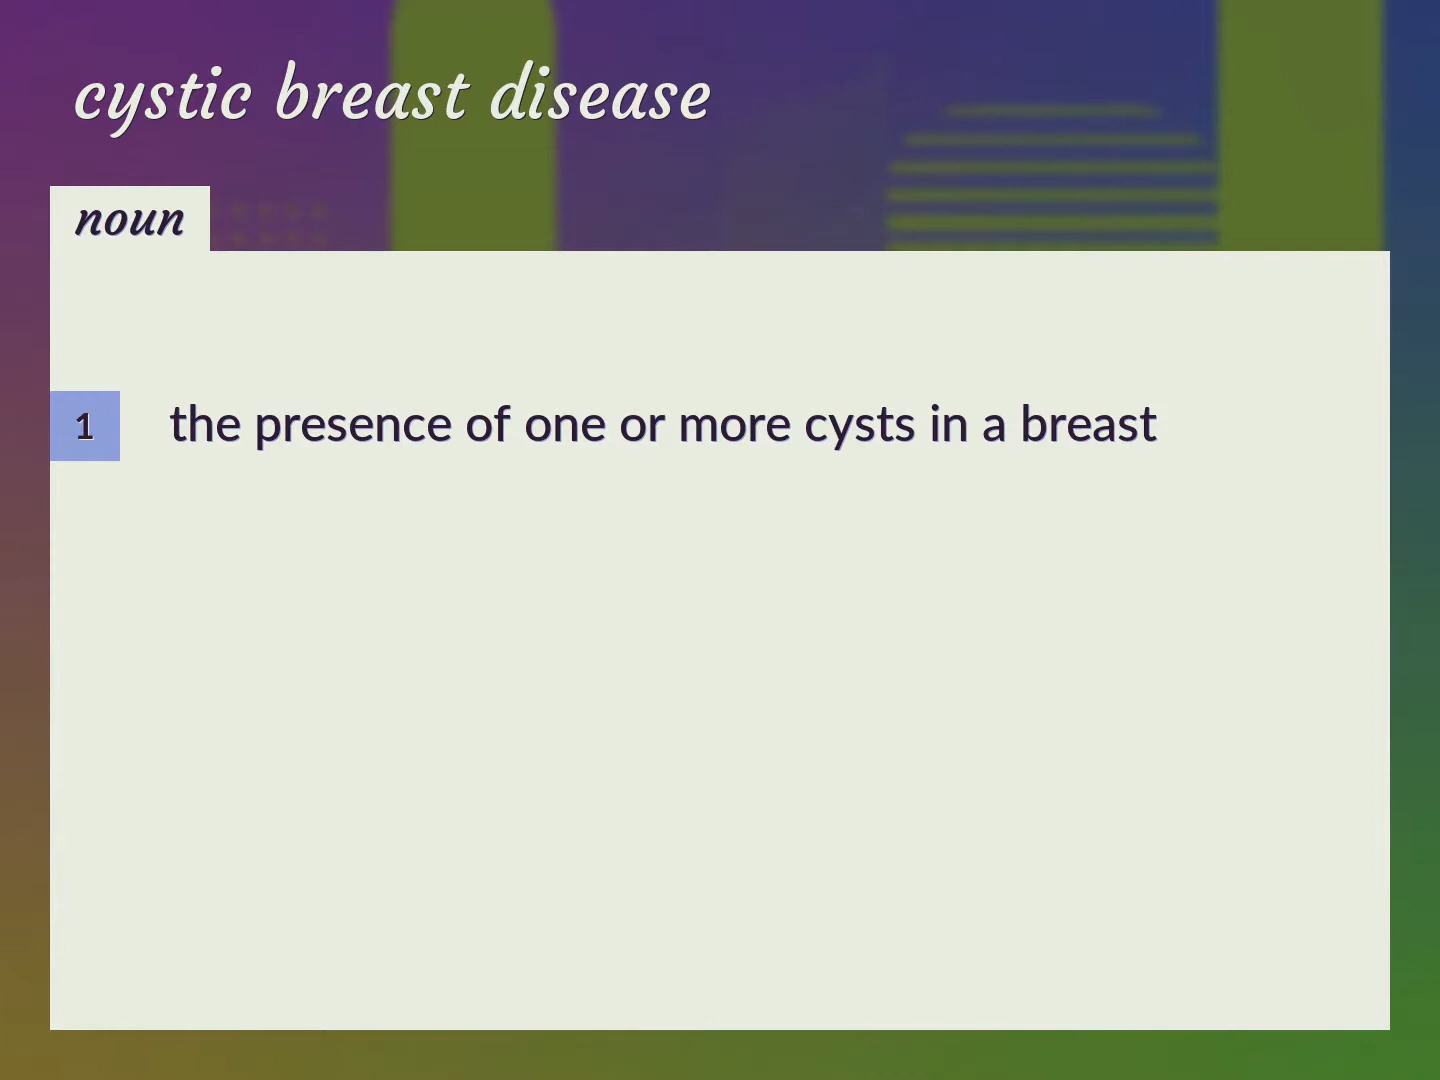 cystic breast disease
noun
1 the presence of one or more cysts in a breast